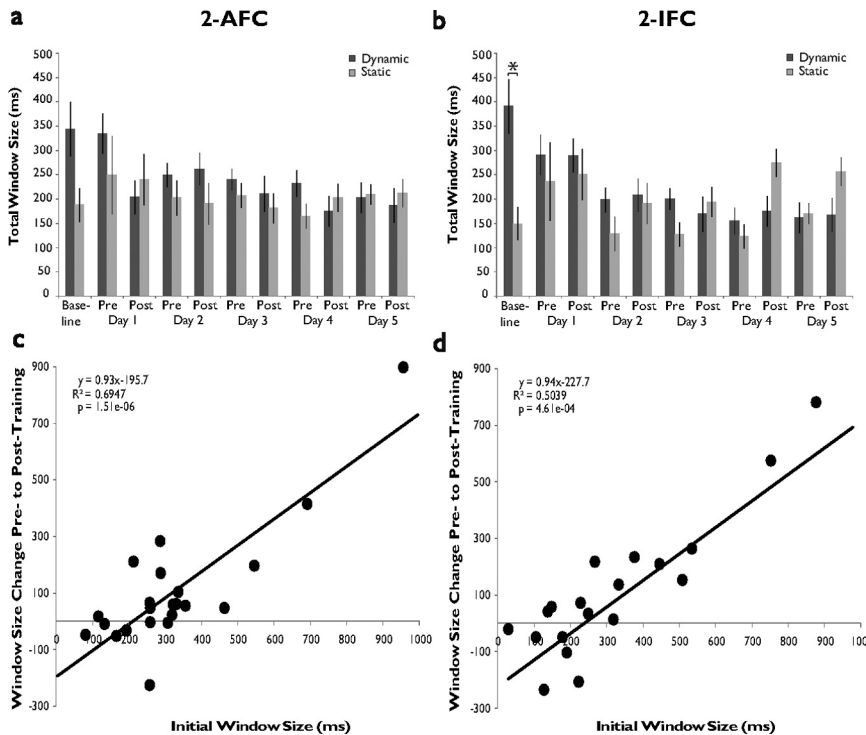 a
2-AFC
Total Window Size (ms)
500
450
400
350
300
250
200
150
100
50
0
Dynamic
Static
Base-
line
Pre Post Pre Post Pre Post Pre Post Pre Post
Day 1 Day 2 Day 3 Day 4 Day 5
b
2-IFC
Total Window Size (ms)
500
450
400
350
300
250
200
150
100
50
0
*
Dynamic
Static
Base-
line
Pre Post Pre Post Pre Post Pre Post Pre Post
Day 1 Day 2 Day 3 Day 4 Day 5
c
Window Size Change Pre- to Post-Training
900
700
500
300
100
-100
-300
y = 0.93x-195.7
R² = 0.6947
p = 1.51e-06
0 100 200 300 400 500 600 700 800 900 1000
Initial Window Size (ms)
d
Window Size Change Pre- to Post-Training
900
700
500
300
100
-100
-300
y = 0.94x-227.7
R² = 0.5039
p = 4.61e-04
0 100 200 300 400 500 600 700 800 900 1000
Initial Window Size (ms)